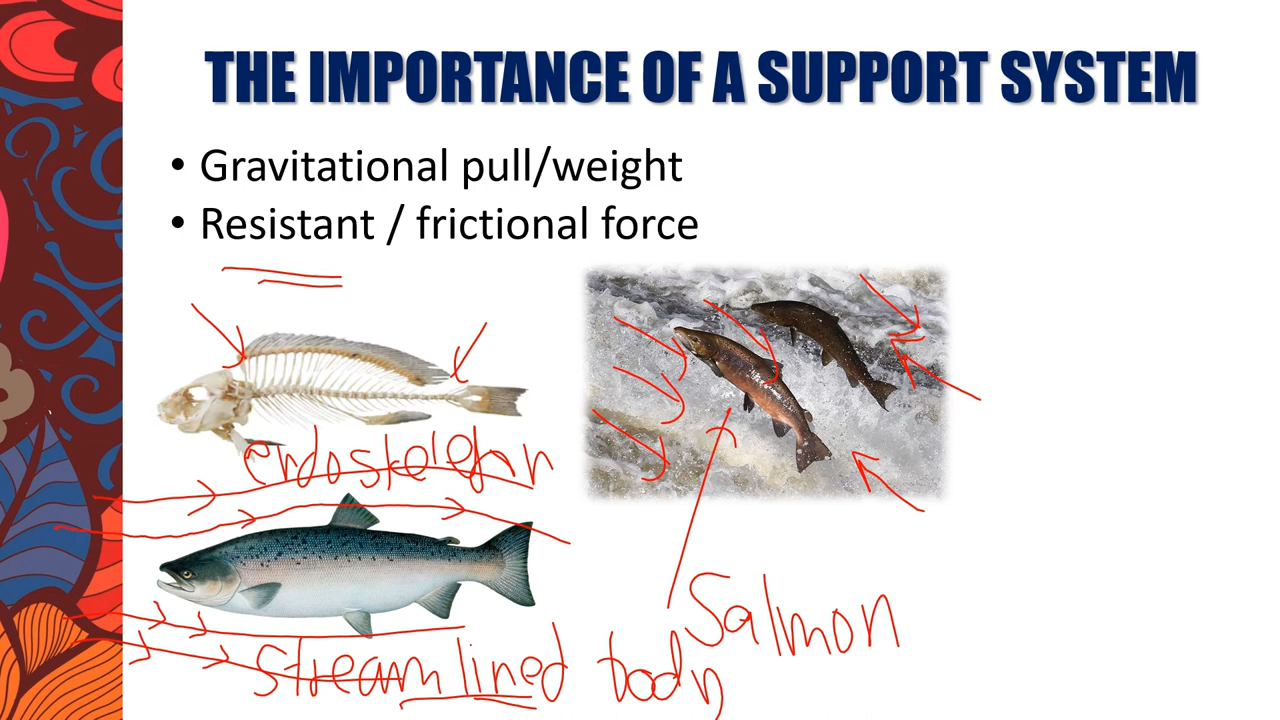 THE IMPORTANCE OF A SUPPORT SYSTEM
• Gravitational pull/weight
• Resistant / frictional force
endoskeleton
Salmon
streamlined body